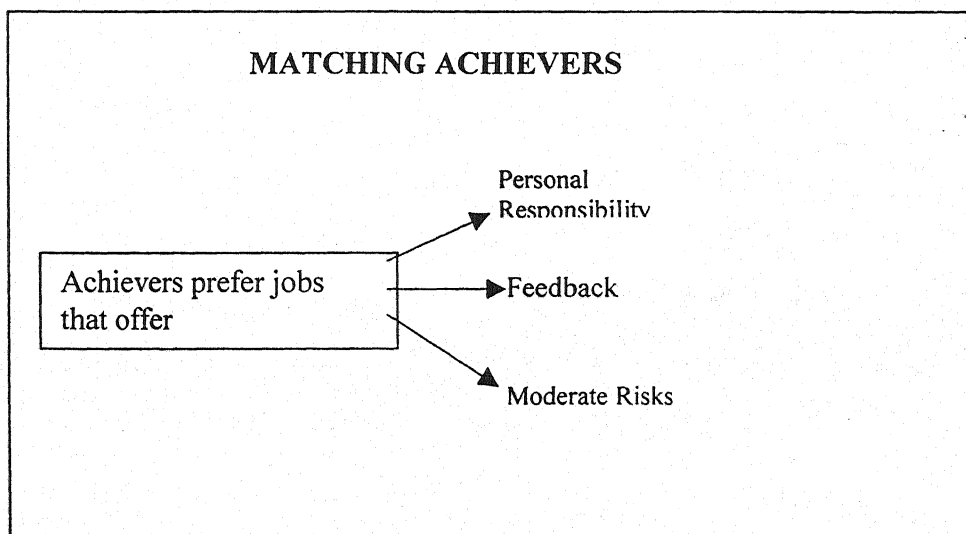 MATCHING ACHIEVERS
Personal
Responsibility
Achievers prefer jobs
that offer
Feedback
Moderate Risks